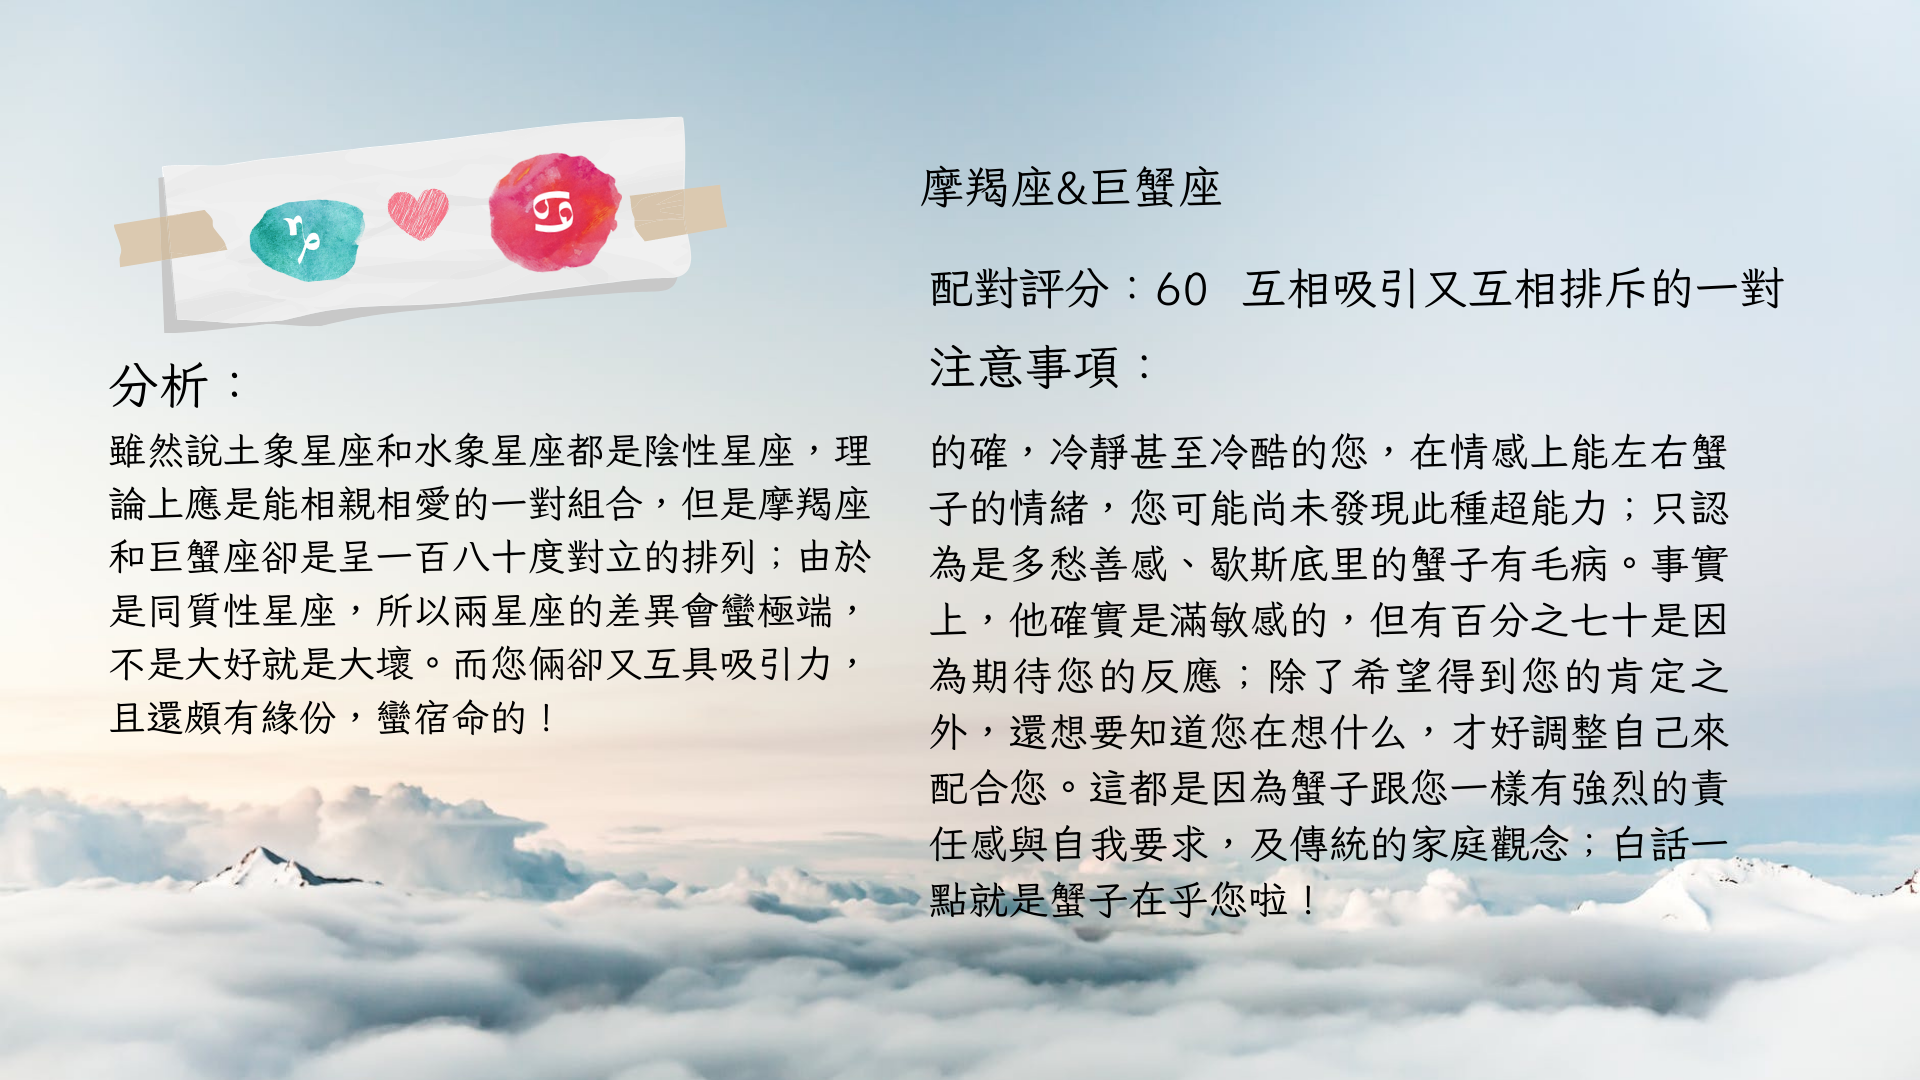 ♑ ♋
分析：
雖然說土象星座和水象星座都是陰性星座，理
論上應是能相親相愛的一對組合，但是摩羯座
和巨蟹座卻是呈一百八十度對立的排列；由於
是同質性星座，所以兩星座的差異會蠻極端，
不是大好就是大壞。而您倆卻又互具吸引力，
且還頗有緣份，蠻宿命的！
摩羯座&巨蟹座
配對評分：60 互相吸引又互相排斥的一對
注意事項：
的確，冷靜甚至冷酷的您，在情感上能左右蟹
子的情緒，您可能尚未發現此種超能力；只認
為是多愁善感、歇斯底里的蟹子有毛病。事實
上，他確實是滿敏感的，但有百分之七十是因
為期待您的反應；除了希望得到您的肯定之
外，還想要知道您在想什么，才好調整自己來
配合您。這都是因為蟹子跟您一樣有強烈的責
任感與自我要求，及傳統的家庭觀念；白話一
點就是蟹子在乎您啦！